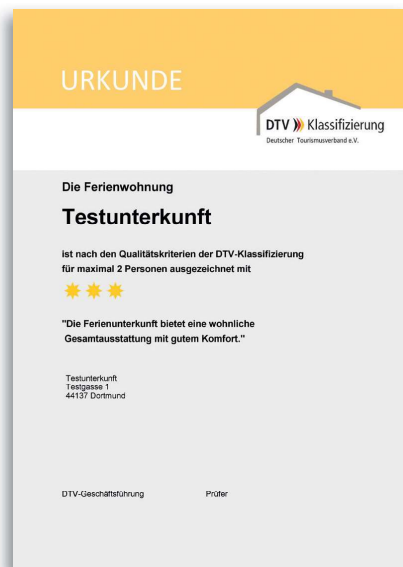 URKUNDE
DTV Klassifizierung
Deutscher Tourismusverband e.V.
Die Ferienwohnung
Testunterkunft
ist nach den Qualitätskriterien der DTV-Klassifizierung
für maximal 2 Personen ausgezeichnet mit
"Die Ferienunterkunft bietet eine wohnliche
Gesamtausstattung mit gutem Komfort."
Testunterkunft
Testgasse 1
44137 Dortmund
DTV-Geschäftsführung Prüfer